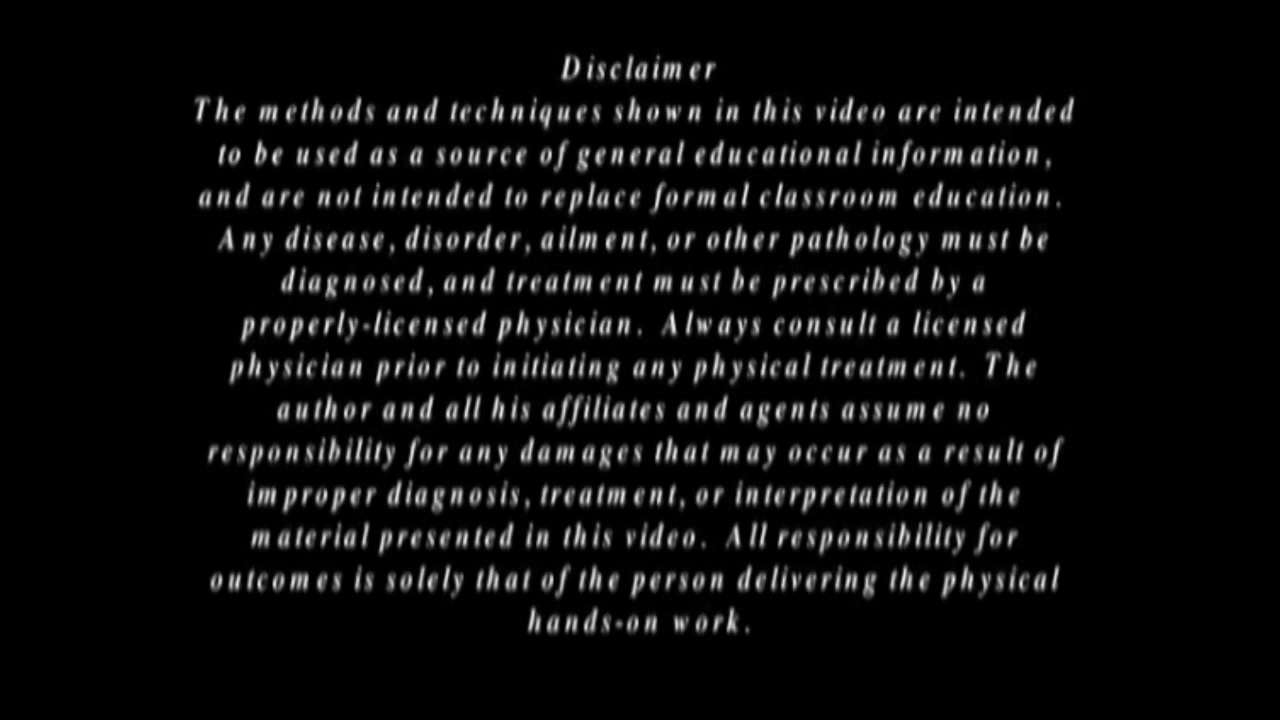 Disclaimer
The methods and techniques shown in this video are intended
to be used as a source of general educational information,
and are not intended to replace formal classroom education.
Any disease, disorder, ailment, or other pathology must be
diagnosed, and treatment must be prescribed by a
properly-licensed physician. Always consult a licensed
physician prior to initiating any physical treatment. The
author and all his affiliates and agents assume no
responsibility for any damages that may occur as a result of
improper diagnosis, treatment, or interpretation of the
material presented in this video. All responsibility for
outcomes is solely that of the person delivering the physical
hands-on work.